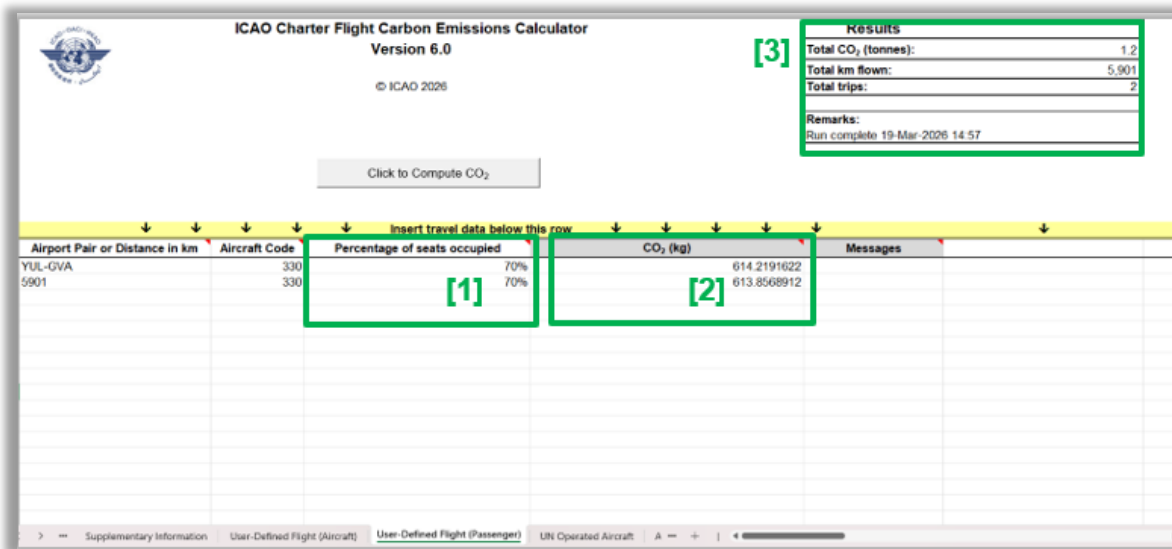 ICAO Charter Flight Carbon Emissions Calculator
Version 6.0
© ICAO 2026
Click to Compute CO₂
[3]
Results
Total CO₂ (tonnes): 1.2
Total km flown: 5,901
Total trips: 2
Remarks:
Run complete 19-Mar-2026 14:57
Insert travel data below this row
Airport Pair or Distance in km Aircraft Code Percentage of seats occupied CO₂ (kg) Messages
YUL-GVA 330 70% 614.2191622
5901 330 70% 613.8568912
[1] [2]
Supplementary Information User-Defined Flight (Aircraft) User-Defined Flight (Passenger) UN Operated Aircraft A